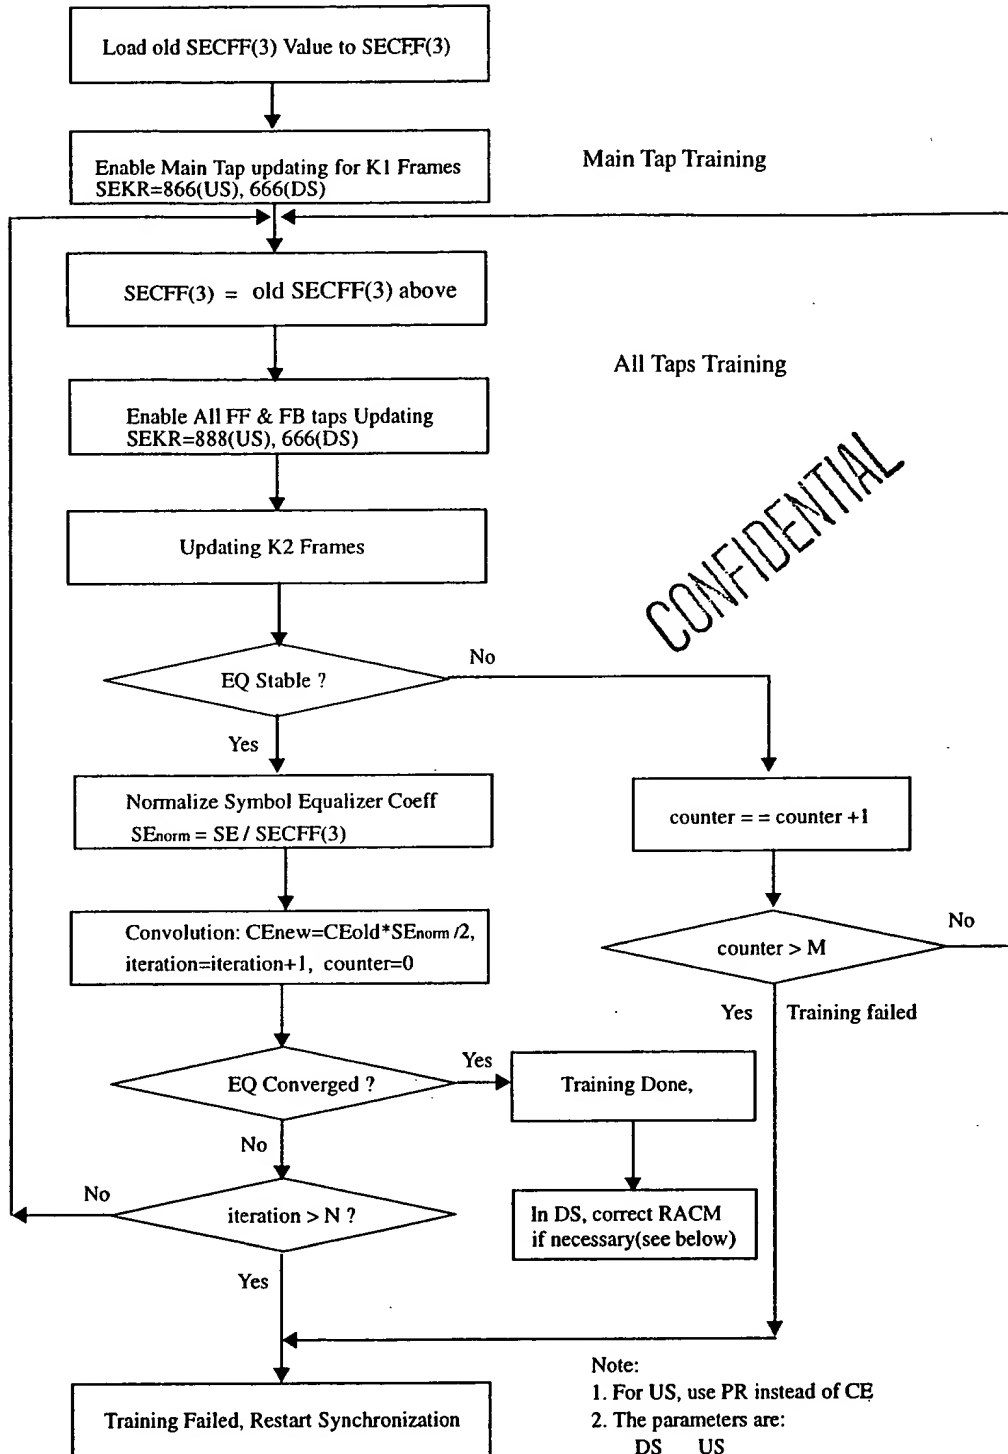 Load old SECFF(3) Value to SECFF(3)
Enable Main Tap updating for K1 Frames
SEKR=866(US), 666(DS)
Main Tap Training
SECFF(3) = old SECFF(3) above
All Taps Training
Enable All FF & FB taps Updating
SEKR=888(US), 666(DS)
CONFIDENTIAL
Updating K2 Frames
EQ Stable ?
No
Yes
Normalize Symbol Equalizer Coeff
SEnorm = SE / SECFF(3)
counter = = counter +1
Convolution: CEnew=CEold*SEnorm /2,
iteration=iteration+1, counter=0
counter > M
No
Yes
Training failed
EQ Converged ?
Yes
Training Done,
No
iteration > N ?
No
In DS, correct RACM
if necessary(see below)
Yes
Training Failed, Restart Synchronization
Note:
1. For US, use PR instead of CE
2. The parameters are:
DS US